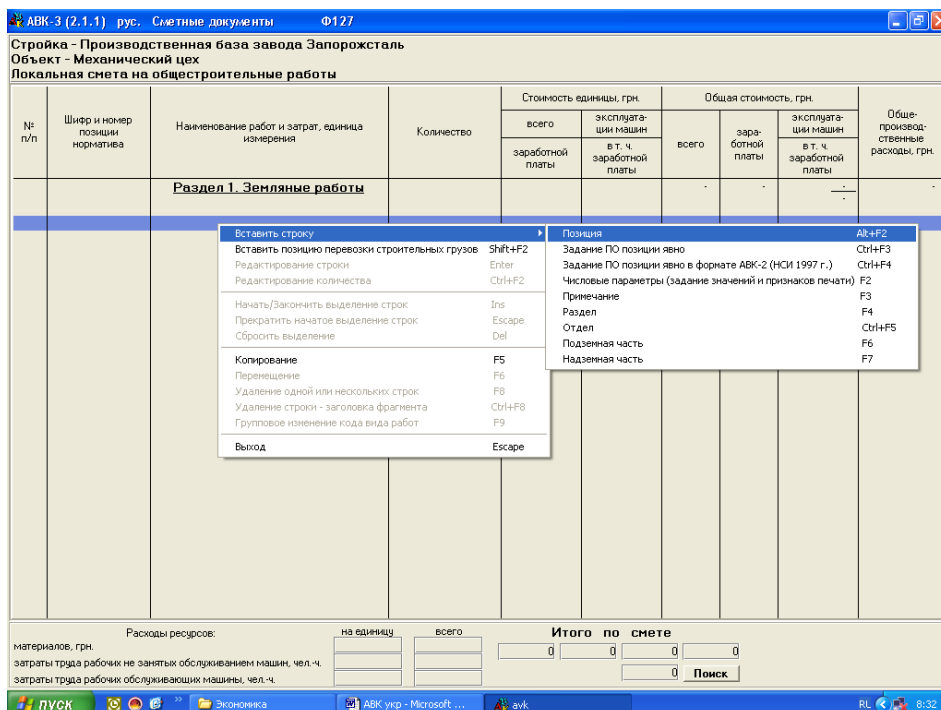 АВК-3 (2.1.1) рус. Сметные документы Ф127
Стройка - Производственная база завода Запорожсталь
Объект - Механический цех
Локальная смета на общестроительные работы
№ п/п
Шифр и номер позиции норматива
Наименование работ и затрат, единица измерения
Количество
Стоимость единицы, грн.
всего
заработной платы
эксплуата-
ции машин
в т. ч. заработной платы
Общая стоимость, грн.
всего
зара-
ботной
платы
эксплуата-
ции машин
в т. ч. заработной платы
Обще-
производ-
ственные
расходы, грн.
Раздел 1. Земляные работы - - - - -
Вставить строку
Вставить позицию перевозки строительных грузов Shift+F2
Редактирование строки Enter
Редактирование количества Ctrl+F2
Начать/Закончить выделение строк Ins
Прекратить начатое выделение строк Escape
Сбросить выделение Del
Копирование F5
Перемещение F6
Удаление одной или нескольких строк F8
Удаление строки - заголовка фрагмента Ctrl+F8
Групповое изменение кода вида работ F9
Выход Escape
Позиция Alt+F2
Задание ПО позиции явно Ctrl+F3
Задание ПО позиции явно в формате АВК-2 (НСИ 1997 г.) Ctrl+F4
Числовые параметры (задание значений и признаков печати) F2
Примечание F3
Раздел F4
Отдел Ctrl+F5
Подземная часть F6
Надземная часть F7
Расходы ресурсов: на единицу всего
материалов, грн.
затраты труда рабочих не занятых обслуживанием машин, чел.-ч.
затраты труда рабочих обслуживающих машины, чел.-ч.
Итого по смете
0 0 0 0
0 Поиск
пуск » Экономика АВК укр - Microsoft ... avk RL 8:32